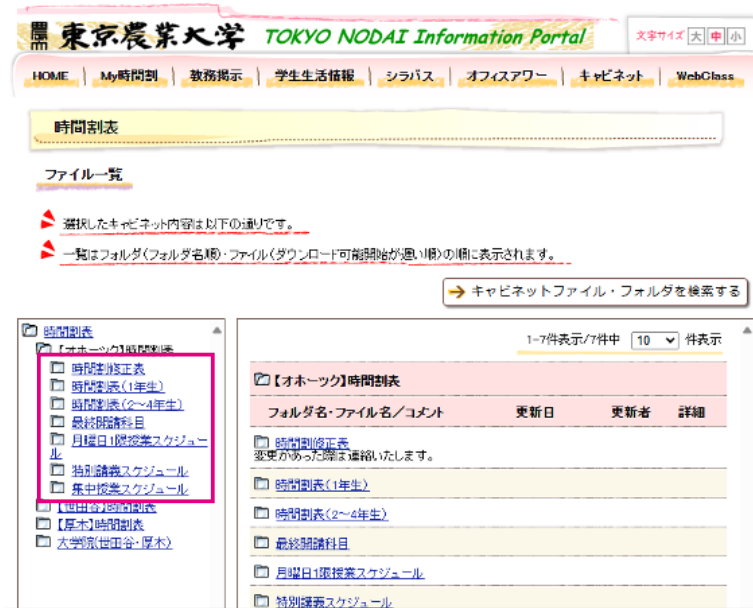 東京農業大学 TOKYO NODAI Information Portal 文字サイズ 大 中 小
HOME My時間割 教務掲示 学生生活情報 シラバス オフィスアワー キャビネット WebClass
時間割表
ファイル一覧
選択したキャビネット内容は以下の通りです。
一覧はフォルダ(フォルダ名順)・ファイル(ダウンロード可能開始が遅い順)の順に表示されます。
キャビネットファイル・フォルダを検索する
時間割表
【オホーツク】時間割表
時間割修正表
時間割表(1年生)
時間割表(2～4年生)
最終開講科目
月曜日1限授業スケジュー
ル
特別講義スケジュール
集中授業スケジュール
【世田谷】時間割表
【厚木】時間割表
大学院(世田谷・厚木)
1-7件表示/7件中 10 件表示
【オホーツク】時間割表
フォルダ名・ファイル名/コメント 更新日 更新者 詳細
時間割修正表
変更があった際は連絡いたします。
時間割表(1年生)
時間割表(2～4年生)
最終開講科目
月曜日1限授業スケジュール
特別講義スケジュール